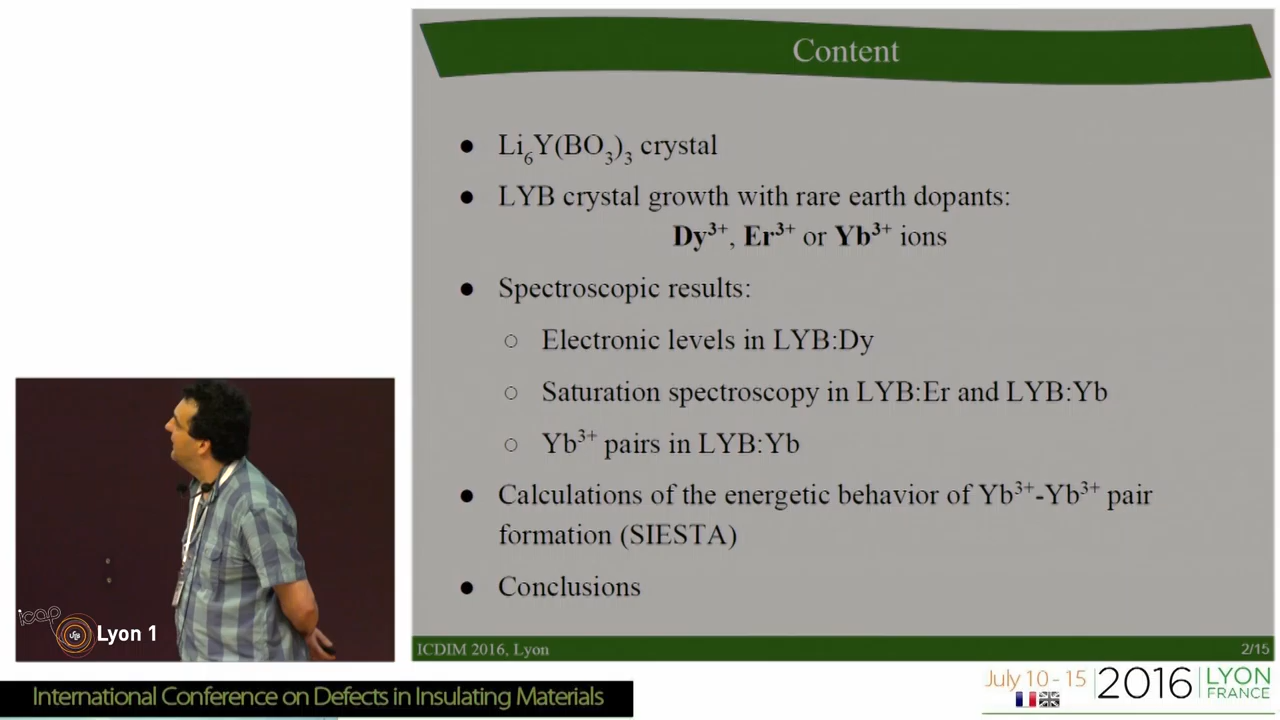 Content
● Li₆Y(BO₃)₃ crystal
● LYB crystal growth with rare earth dopants:
Dy³⁺, Er³⁺ or Yb³⁺ ions
● Spectroscopic results:
○ Electronic levels in LYB:Dy
○ Saturation spectroscopy in LYB:Er and LYB:Yb
○ Yb³⁺ pairs in LYB:Yb
● Calculations of the energetic behavior of Yb³⁺-Yb³⁺ pair
formation (SIESTA)
● Conclusions
ICDIM 2016, Lyon 2/15
icap
Lyon 1
International Conference on Defects in Insulating Materials
July 10 - 15
2016
LYON
FRANCE